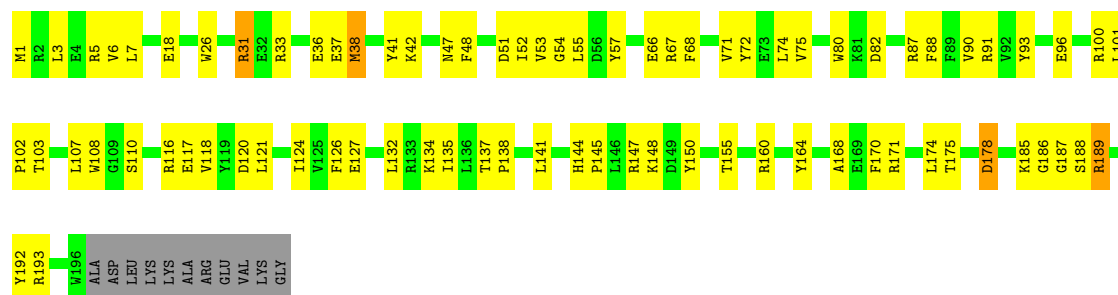 M1 R2 L3 E4 R5 V6 L7 E18 W26 R31 E32 R33 E36 E37 M38 Y41 K42 N47 F48 D51 I52 V53 G54 L55 D56 Y57 E66 R67 F68 V71 Y72 E73 L74 V75 W80 K81 D82 R87 F88 F89 V90 R91 V92 Y93 E96 R100 L101
P102 T103 L107 W108 G109 S110 R116 E117 V118 Y119 D120 L121 I124 V125 F126 E127 L132 R133 K134 I135 L136 T137 P138 L141 H144 P145 L146 R147 K148 D149 Y150 T155 R160 Y164 A168 E169 F170 R171 L174 T175 D178 K185 G186 G187 S188 R189
Y192 R193 W196 ALA ASP LEU LYS LYS ALA ARG GLU VAL LYS GLY